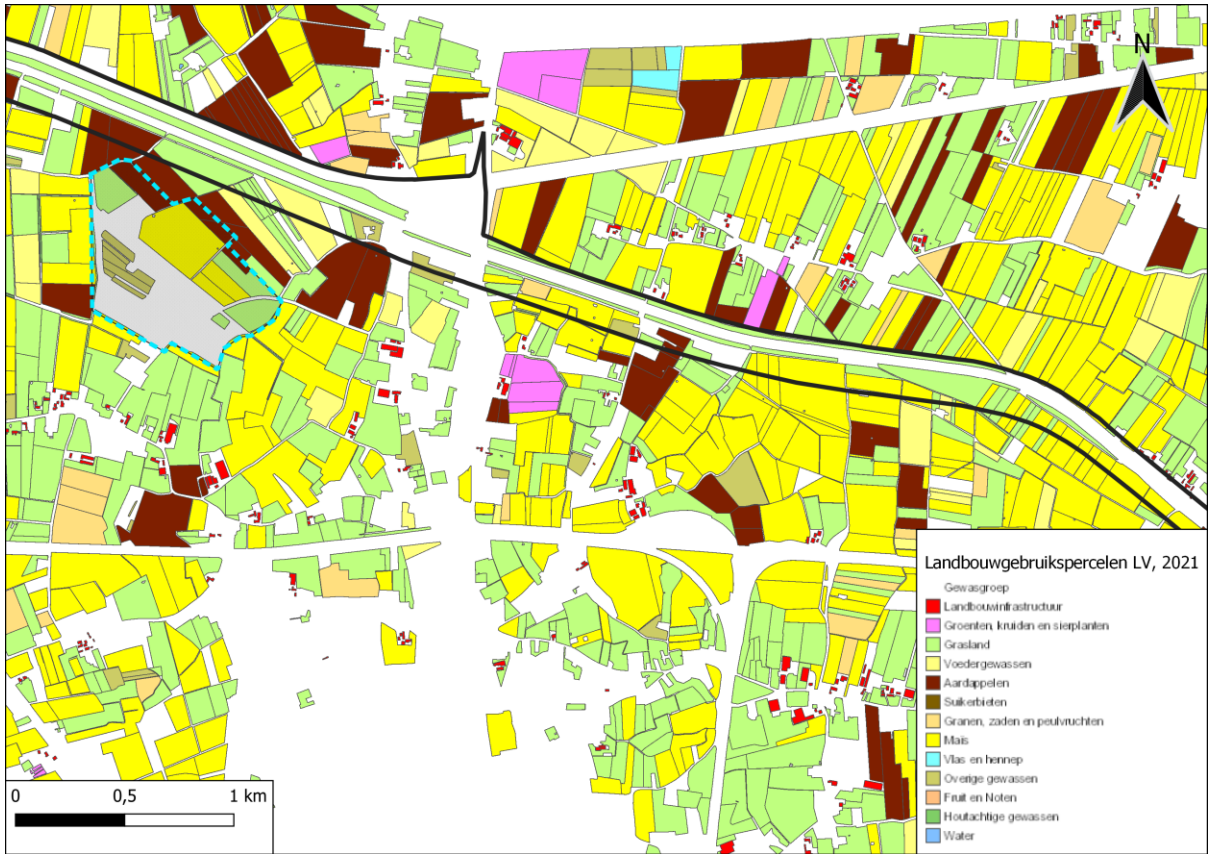 N
Landbouwgebruikspercelen LV, 2021
Gewasgroep
Landbouwinfrastructuur
Groenten, kruiden en sierplanten
Grasland
Voedergewassen
Aardappelen
Suikerbieten
Granen, zaden en peulvruchten
Maïs
Vlas en hennep
Overige gewassen
Fruit en Noten
Houtachtige gewassen
Water
0 0,5 1 km